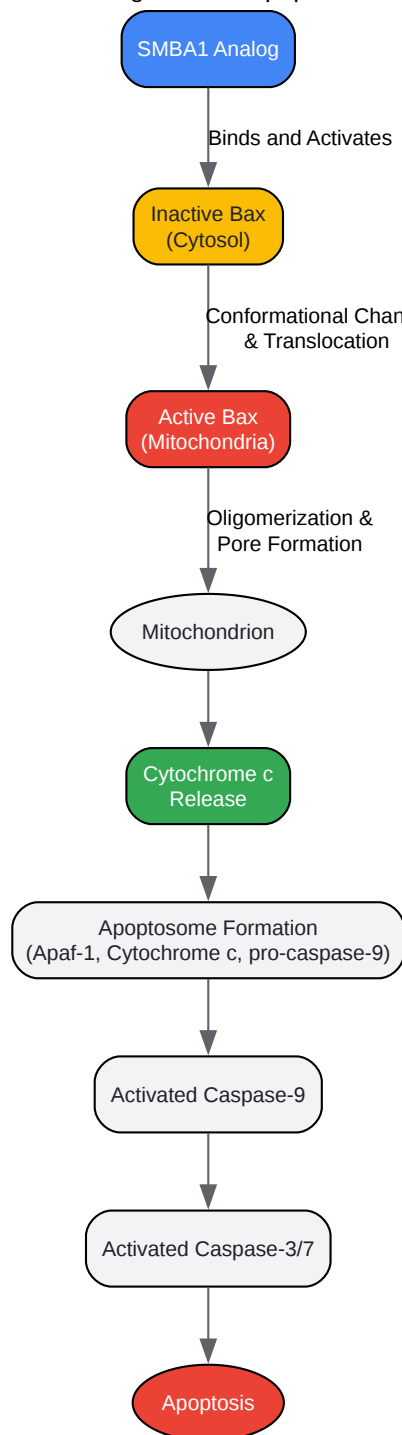 SMBA1 Analog
Binds and Activates
Inactive Bax
(Cytosol)
Conformational
& Translocation
Active Bax
(Mitochondria)
Oligomerization &
Pore Formation
Mitochondrion
Cytochrome c
Release
Apoptosome Formation
(Apaf-1, Cytochrome c, pro-caspase-9)
Activated Caspase-9
Activated Caspase-3/7
Apoptosis